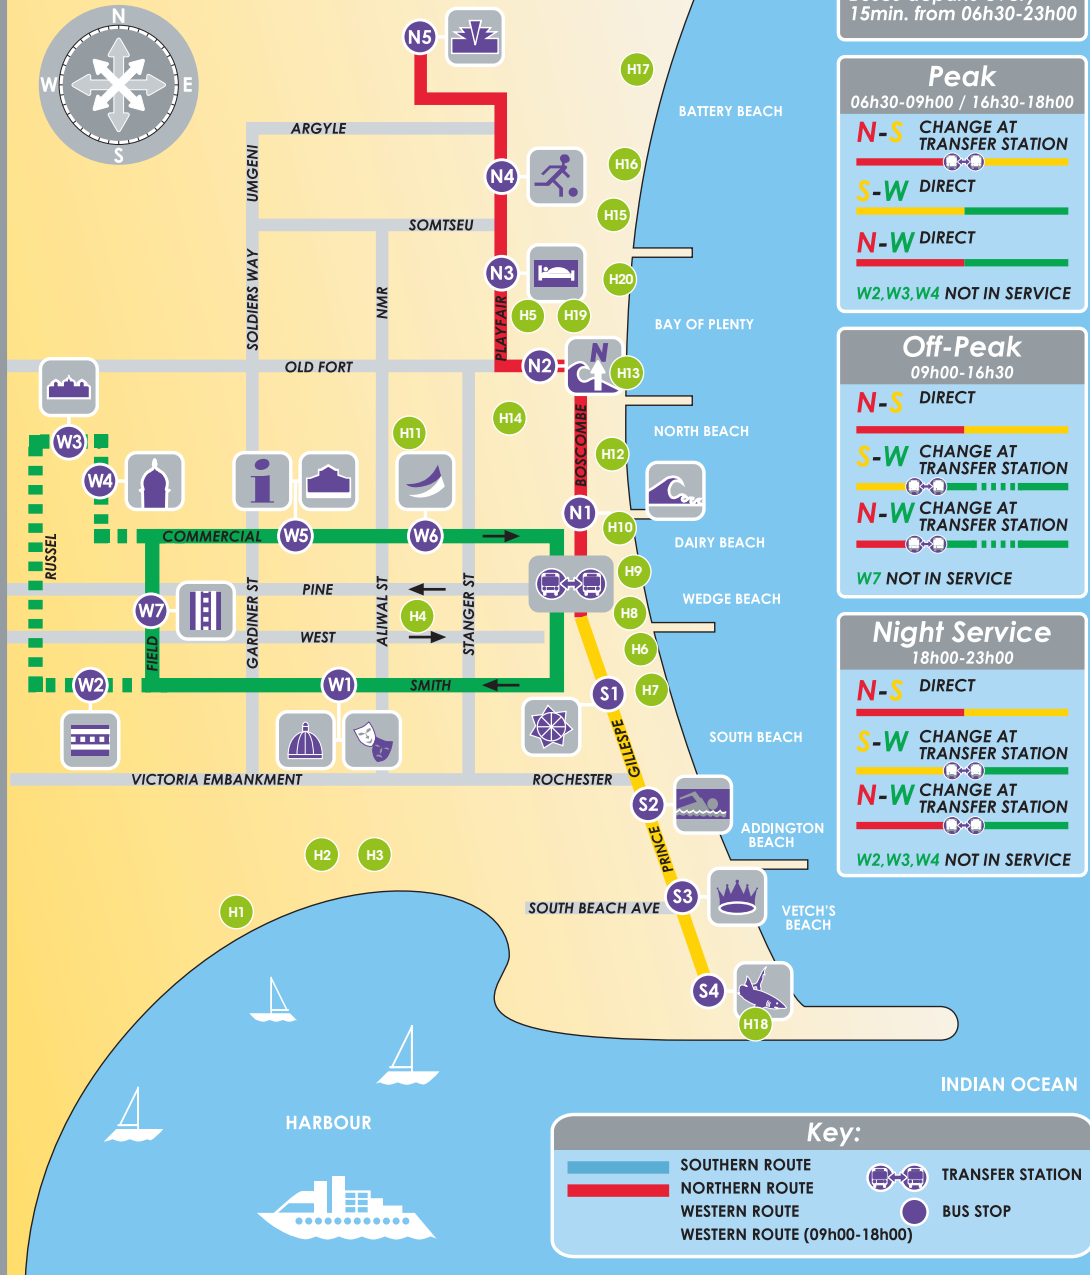 15min. from 06h30-23h00
N
W
E
S
N5
H17
BATTERY BEACH
ARGYLE
UMGENI
N4
H16
H15
SOMTSEU
SOLDIERS WAY
NMR
N3
H20
PLAYFAIR
H5
H19
BAY OF PLENTY
OLD FORT
N2
N
H13
H14
H11
W3
BOSCOMBE
NORTH BEACH
H12
W4
N1
H10
COMMERCIAL
W5
W6
DAIRY BEACH
RUSSEL
PINE
H9
WEDGE BEACH
W7
GARDINER ST
ALIWAL ST
H4
STANGER ST
H8
FIELD
WEST
H6
W2
W1
SMITH
S1
H7
GILLESPE
SOUTH BEACH
VICTORIA EMBANKMENT
ROCHESTER
S2
PRINCE
ADDINGTON
BEACH
H2
H3
H1
SOUTH BEACH AVE
S3
VETCH'S
BEACH
S4
H18
INDIAN OCEAN
HARBOUR
Peak
06h30-09h00 / 16h30-18h00
N-S CHANGE AT
TRANSFER STATION
S-W DIRECT
N-W DIRECT
W2,W3,W4 NOT IN SERVICE
Off-Peak
09h00-16h30
N-S DIRECT
S-W CHANGE AT
TRANSFER STATION
N-W CHANGE AT
TRANSFER STATION
W7 NOT IN SERVICE
Night Service
18h00-23h00
N-S DIRECT
S-W CHANGE AT
TRANSFER STATION
N-W CHANGE AT
TRANSFER STATION
W2,W3,W4 NOT IN SERVICE
Key:
SOUTHERN ROUTE
NORTHERN ROUTE
WESTERN ROUTE
WESTERN ROUTE (09h00-18h00)
TRANSFER STATION
BUS STOP